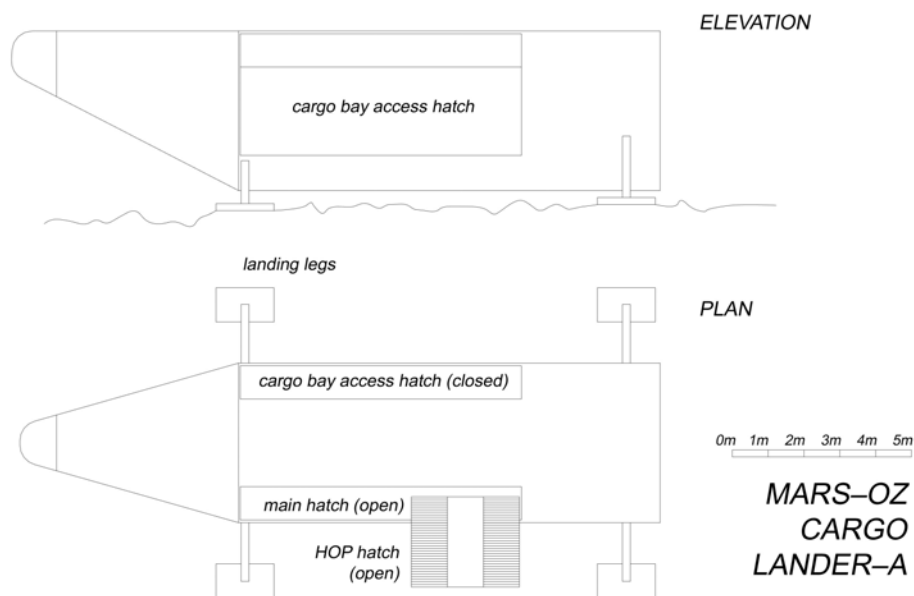 ELEVATION
cargo bay access hatch
landing legs
PLAN
cargo bay access hatch (closed)
0m 1m 2m 3m 4m 5m
main hatch (open)
HOP hatch
(open)
MARS–OZ
CARGO
LANDER–A